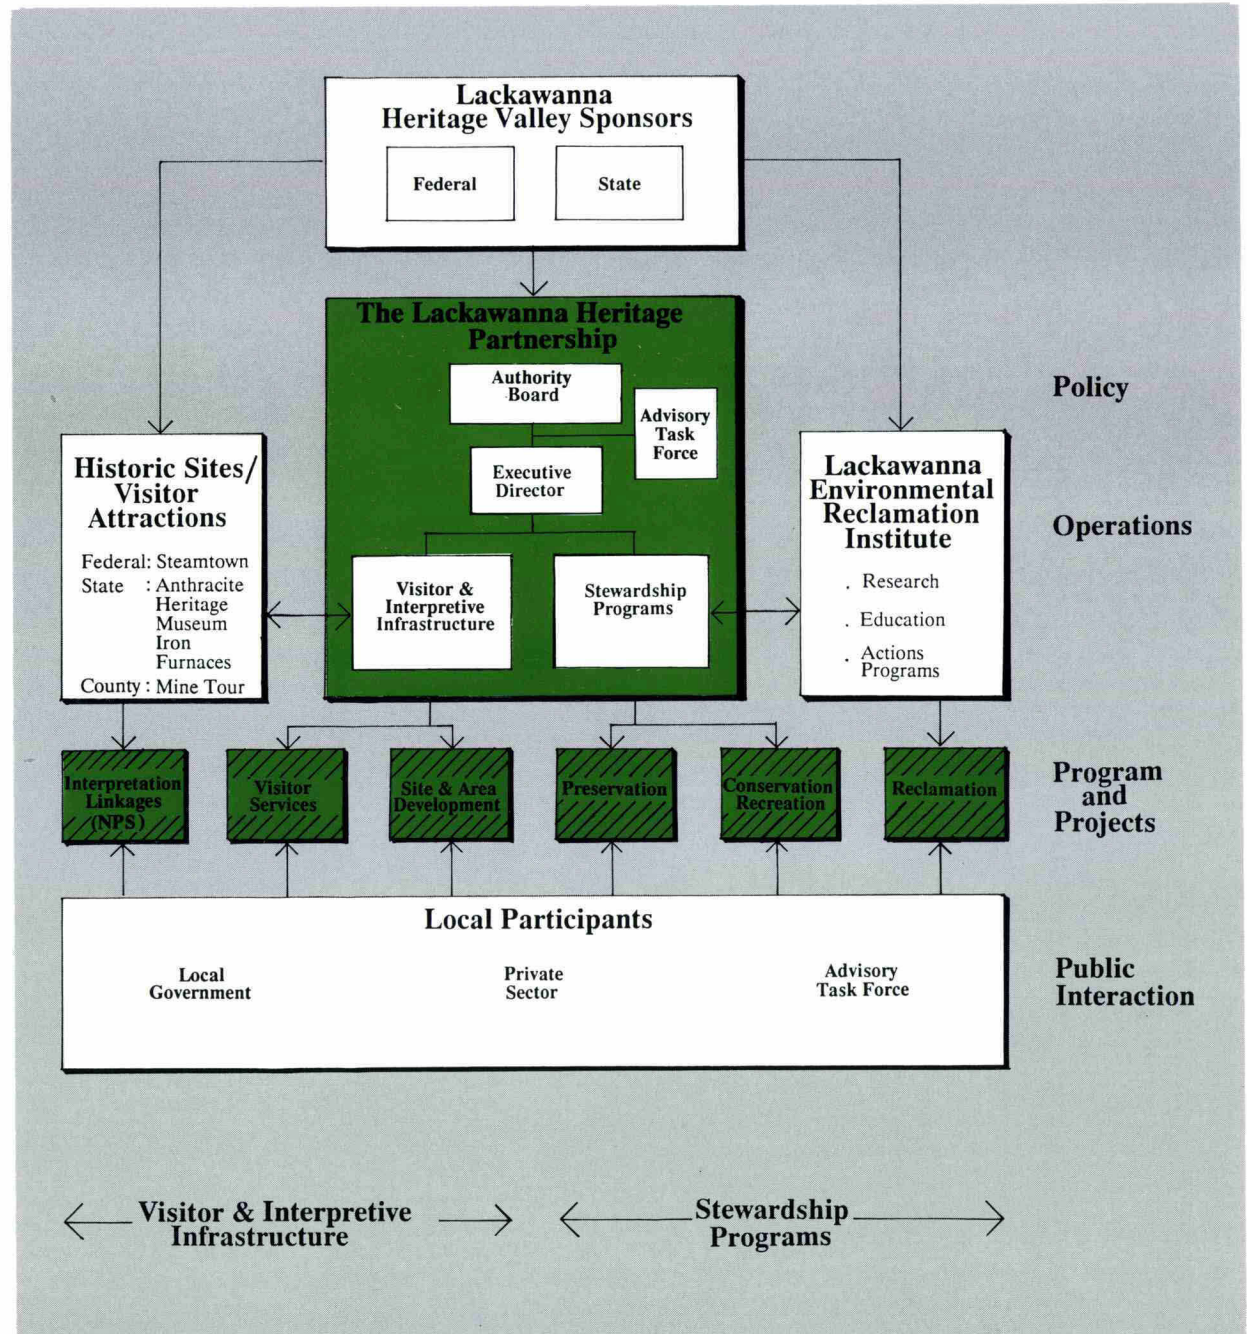 Lackawanna
Heritage Valley Sponsors
Federal
State
The Lackawanna Heritage
Partnership
Authority
Board
Advisory
Task
Force
Executive
Director
Visitor &
Interpretive
Infrastructure
Stewardship
Programs
Historic Sites/
Visitor
Attractions
Federal: Steamtown
State : Anthracite
Heritage
Museum
Iron
Furnaces
County : Mine Tour
Lackawanna
Environmental
Reclamation
Institute
. Research
. Education
. Actions
Programs
Policy
Operations
Interpretation
Linkages
(NPS)
Visitor
Services
Site & Area
Development
Preservation
Conservation
Recreation
Reclamation
Program
and
Projects
Local Participants
Local
Government
Private
Sector
Advisory
Task Force
Public
Interaction
Visitor & Interpretive
Infrastructure
Stewardship
Programs